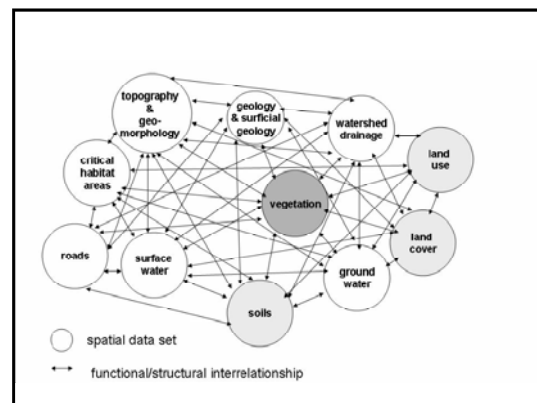 topography
&
geo-
morphology
geology
& surficial
geology
watershed
drainage
land
use
critical
habitat
areas
vegetation
land
cover
roads
surface
water
ground
water
soils
spatial data set
functional/structural interrelationship